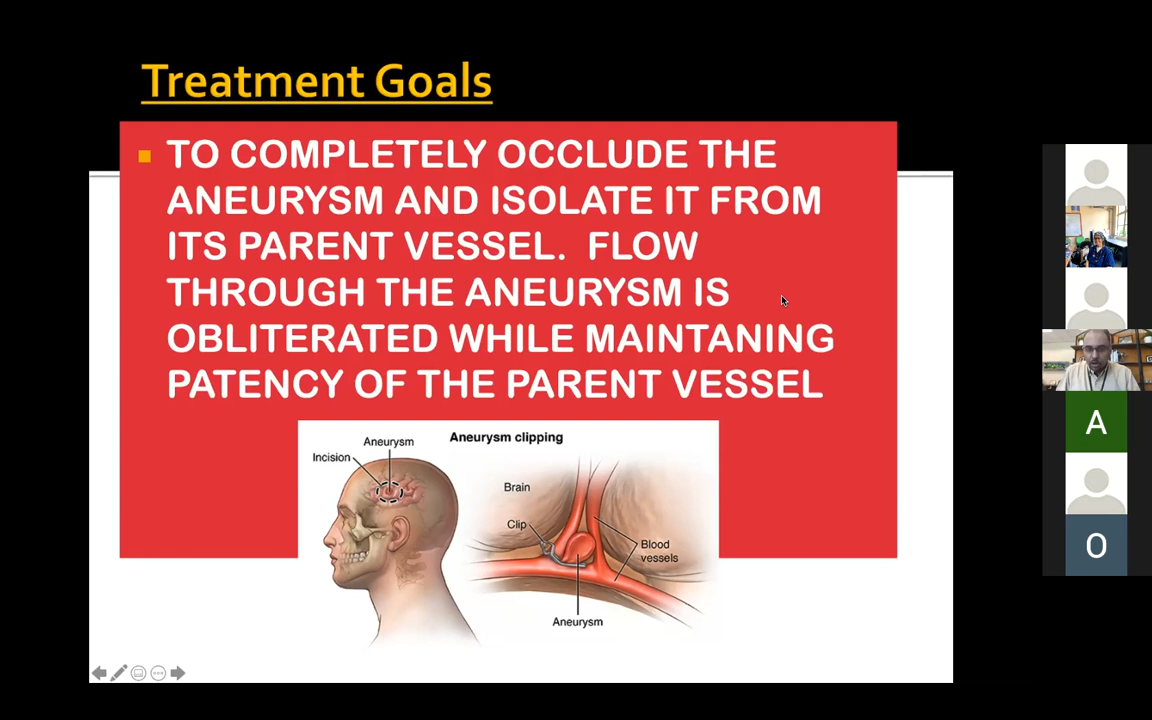 Treatment Goals
TO COMPLETELY OCCLUDE THE
ANEURYSM AND ISOLATE IT FROM
ITS PARENT VESSEL. FLOW
THROUGH THE ANEURYSM IS
OBLITERATED WHILE MAINTANING
PATENCY OF THE PARENT VESSEL
Aneurysm clipping
Aneurysm
Incision
Brain
Clip
Blood
vessels
Aneurysm
A
O